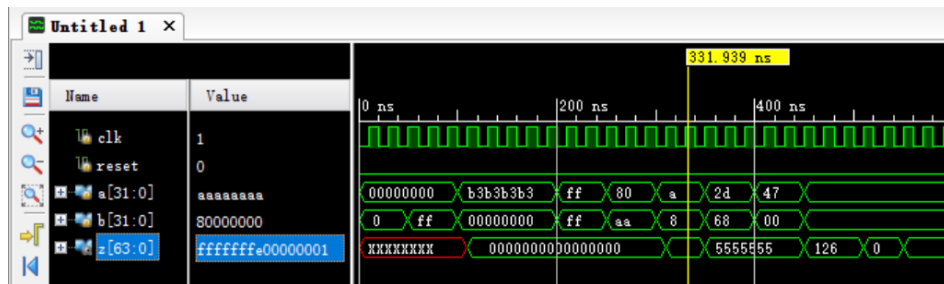 Untitled 1 ×
331.939 ns
Name Value
0 ns 200 ns 400 ns
clk 1
reset 0
a[31:0] aaaaaaaa 00000000 b3b3b3b3 ff 80 a 2d 47
b[31:0] 80000000 0 ff 00000000 ff aa 8 68 00
z[63:0] fffffffe00000001 XXXXXXXX 0000000000000000 5555555 126 0